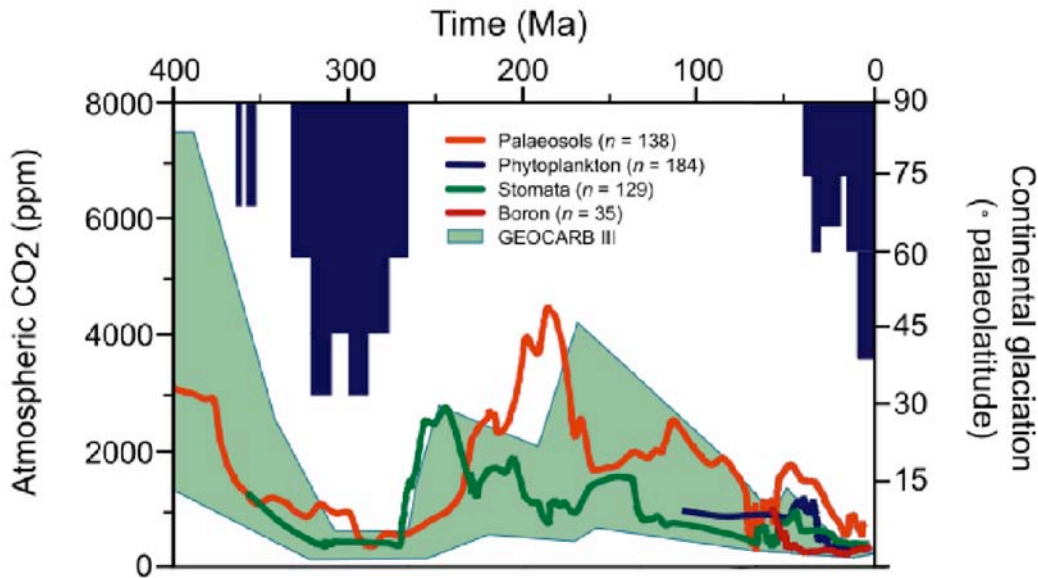 Time (Ma)
400 300 200 100 0
8000 90
75
6000
60
4000 45
30
2000
15
0
Atmospheric CO2 (ppm)
Continental glaciation
(° palaeolatitude)
Palaeosols (n = 138)
Phytoplankton (n = 184)
Stomata (n = 129)
Boron (n = 35)
GEOCARB III